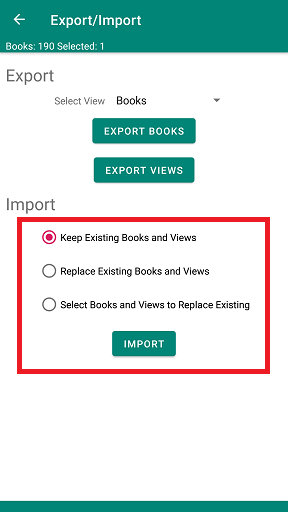 Export/Import
Books: 190 Selected: 1
Export
Select View Books
EXPORT BOOKS
EXPORT VIEWS
Import
Keep Existing Books and Views
Replace Existing Books and Views
Select Books and Views to Replace Existing
IMPORT